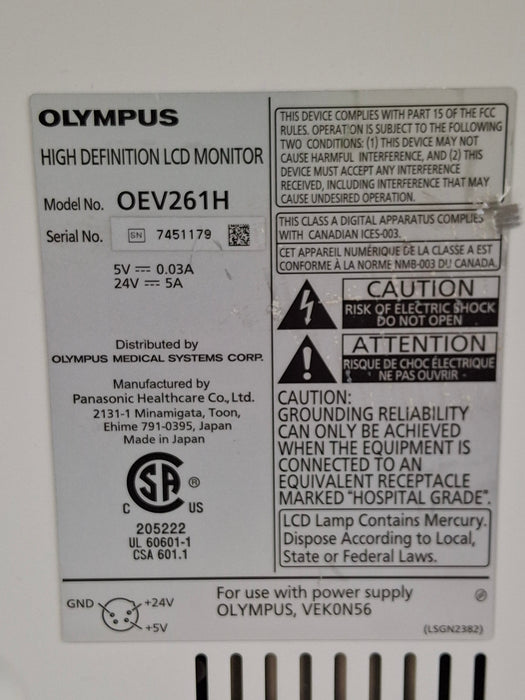 OLYMPUS
HIGH DEFINITION LCD MONITOR
Model No. OEV261H
Serial No. SN 7451179
5V ⎓ 0.03A
24V ⎓ 5A
Distributed by
OLYMPUS MEDICAL SYSTEMS CORP.
Manufactured by
Panasonic Healthcare Co., Ltd.
2131-1 Minamigata, Toon,
Ehime 791-0395, Japan
Made in Japan
SA ®
C US
205222
UL 60601-1
CSA 601.1
THIS DEVICE COMPLIES WITH PART 15 OF THE FCC
RULES. OPERATION IS SUBJECT TO THE FOLLOWING
TWO CONDITIONS: (1) THIS DEVICE MAY NOT
CAUSE HARMFUL INTERFERENCE, AND (2) THIS
DEVICE MUST ACCEPT ANY INTERFERENCE
RECEIVED, INCLUDING INTERFERENCE THAT MAY
CAUSE UNDESIRED OPERATION.
THIS CLASS A DIGITAL APPARATUS COMPLIES
WITH CANADIAN ICES-003.
CET APPAREIL NUMÉRIQUE DE LA CLASSE A EST
CONFORME À LA NORME NMB-003 DU CANADA.
CAUTION
RISK OF ELECTRIC SHOCK
DO NOT OPEN
ATTENTION
RISQUE DE CHOC ÉLECTRIQUE
NE PAS OUVRIR
CAUTION:
GROUNDING RELIABILITY
CAN ONLY BE ACHIEVED
WHEN THE EQUIPMENT IS
CONNECTED TO AN
EQUIVALENT RECEPTACLE
MARKED "HOSPITAL GRADE".
LCD Lamp Contains Mercury.
Dispose According to Local,
State or Federal Laws.
GND +24V
+5V
For use with power supply
OLYMPUS, VEK0N56
(LSGN2382)